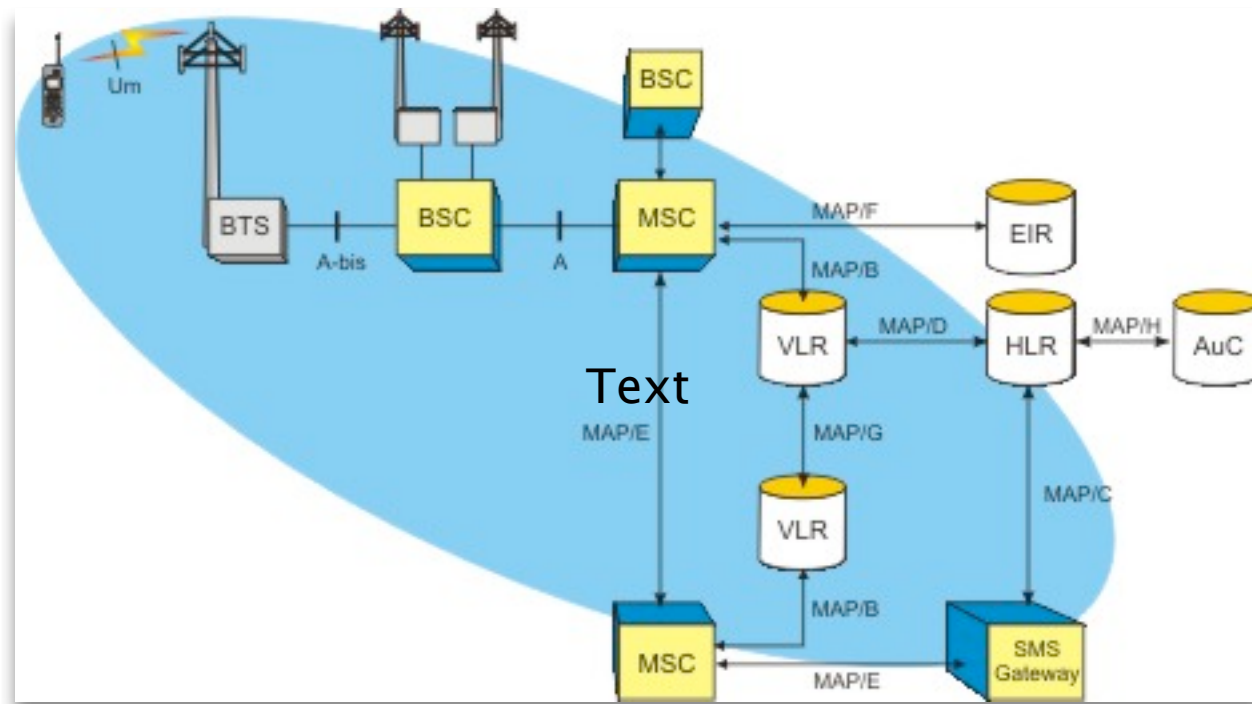 BSC
Um
BTS
BSC
MSC
MAP/F
EIR
A-bis
A
MAP/B
VLR
MAP/D
HLR
MAP/H
AuC
Text
MAP/E
MAP/G
MAP/C
VLR
MAP/B
MSC
MAP/E
SMS
Gateway